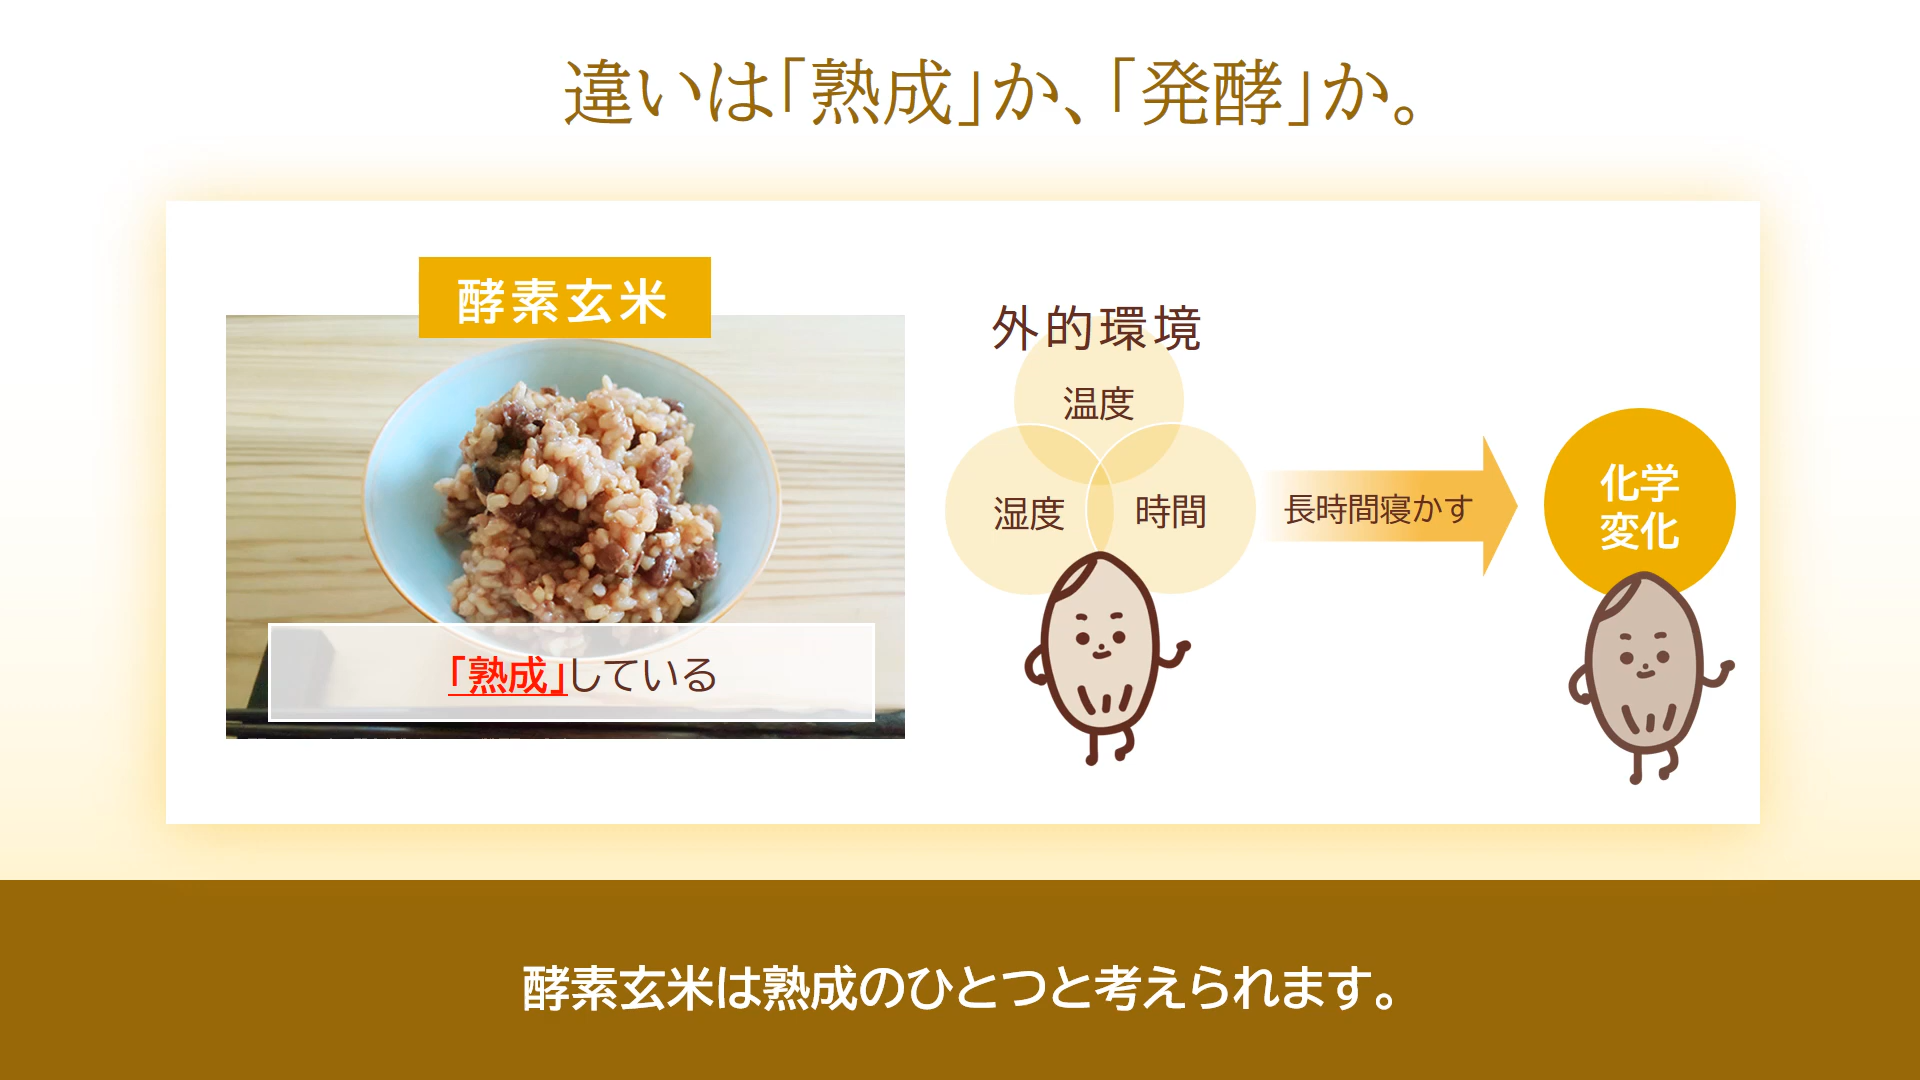 違いは「熟成」か、「発酵」か。
酵素玄米
「熟成」している
外的環境
温度
湿度
時間
長時間寝かす
化学
変化
酵素玄米は熟成のひとつと考えられます。